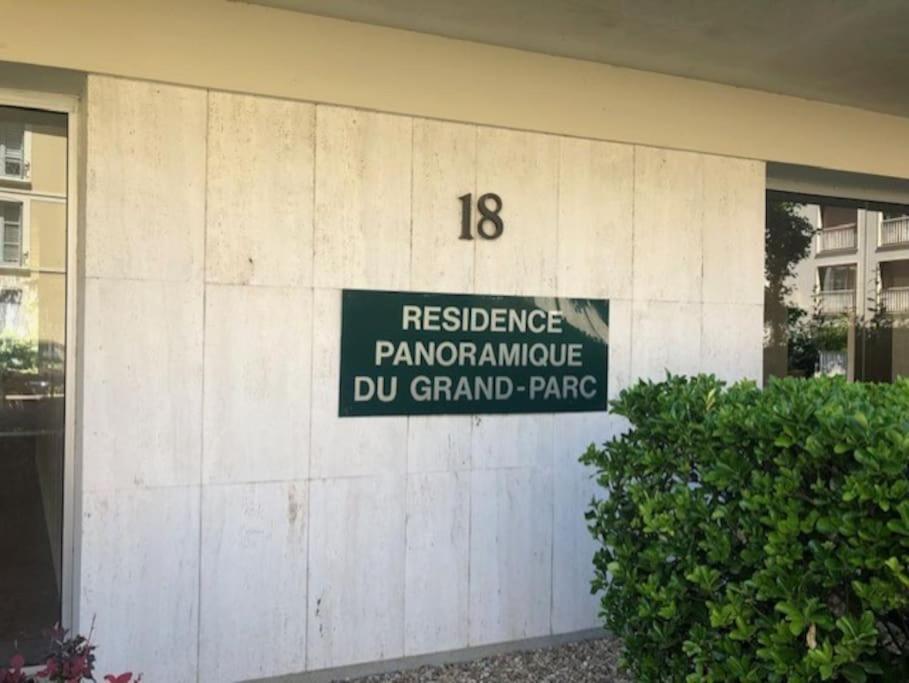 18
RESIDENCE
PANORAMIQUE
DU GRAND-PARC